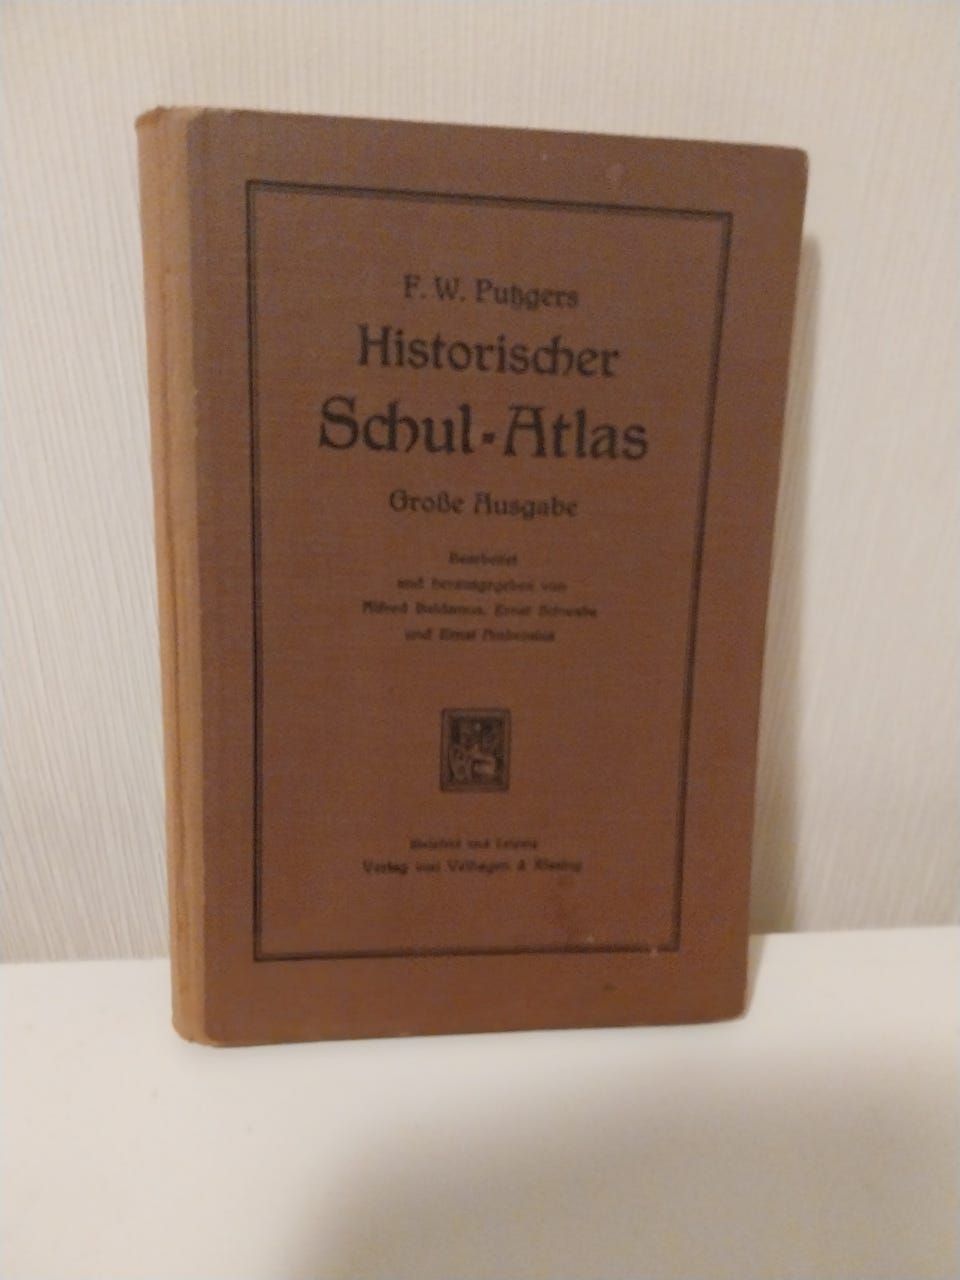 F. W. Putzgers
Historischer
Schul-Atlas
Große Ausgabe
Bearbeitet
und herausgegeben von
Alfred Baldamus, Ernst Schwabe
und Ernst Ambrosius
Bielefeld und Leipzig
Verlag von Velhagen & Klasing